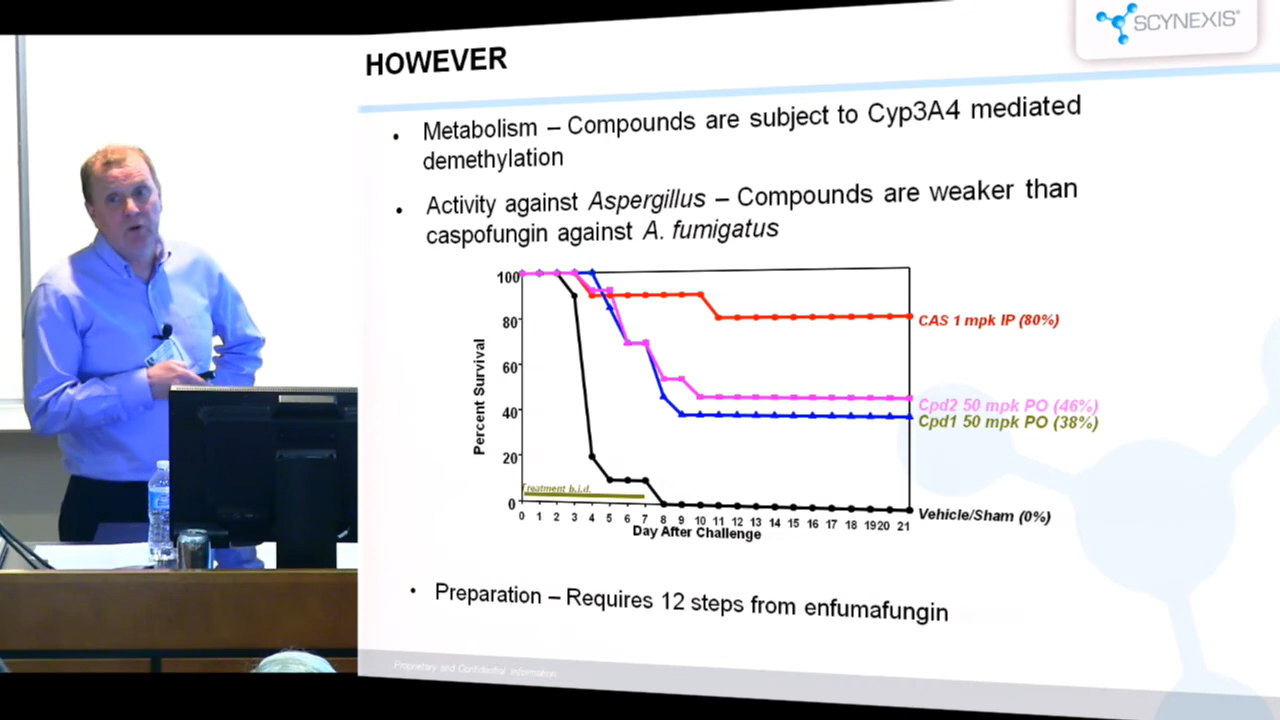 SCYNEXIS®
HOWEVER
• Metabolism – Compounds are subject to Cyp3A4 mediated
demethylation
• Activity against Aspergillus – Compounds are weaker than
caspofungin against A. fumigatus
100
80
60
40
20
0
Percent Survival
CAS 1 mpk IP (80%)
Cpd2 50 mpk PO (46%)
Cpd1 50 mpk PO (38%)
Treatment b.i.d.
Vehicle/Sham (0%)
0 1 2 3 4 5 6 7 8 9 10 11 12 13 14 15 16 17 18 19 20 21
Day After Challenge
• Preparation – Requires 12 steps from enfumafungin
Proprietary and Confidential Information